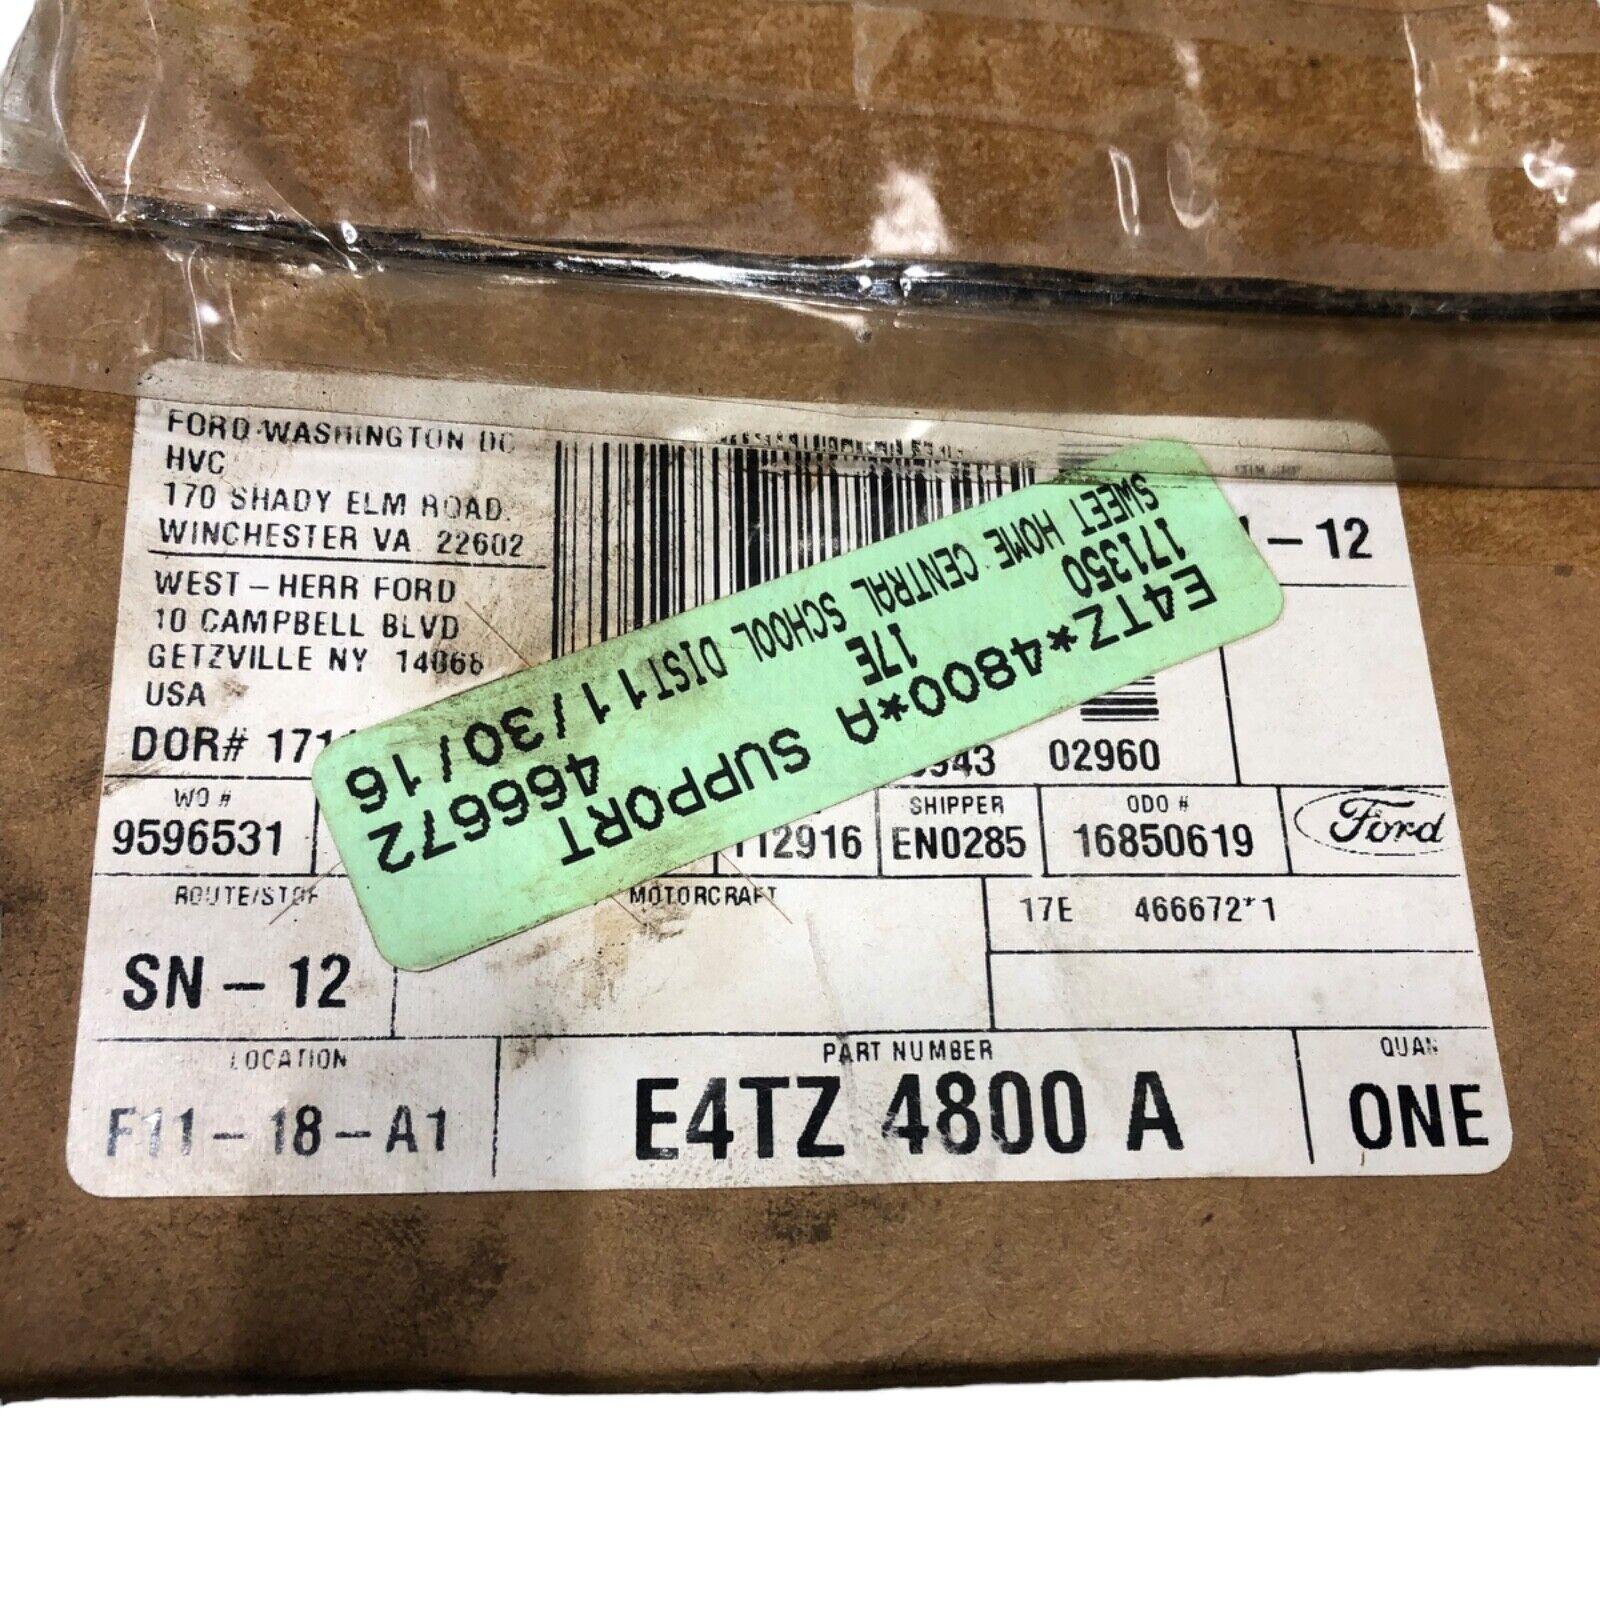 FORD WASHINGTON DC
HVC
170 SHADY ELM ROAD.
WINCHESTER VA 22602
WEST-HERR FORD
10 CAMPBELL BLVD
GETZVILLE NY 14068
USA
DOR# 171
-12
02960
WO #
9596531
112916
SHIPPER
EN0285
ODO #
16850619
Ford
ROUTE/STOP
SN-12
MOTORCRAFT
17E 466672*1
LOCATION
F11-18-A1
PART NUMBER
E4TZ 4800 A
QUAN
ONE
E4TZ*4800*A SUPPORT
171350 17E 466672
SWEET HOME CENTRAL SCHOOL DIST11/30/16